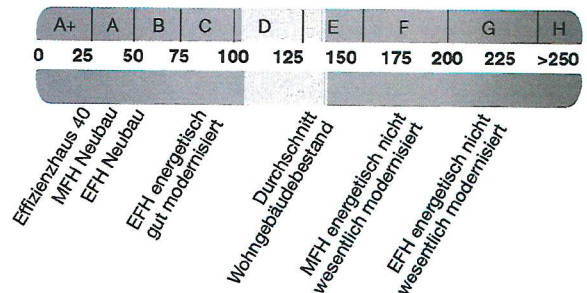 A+ A B C D E F G H
0 25 50 75 100 125 150 175 200 225 >250
Effizienzhaus 40
MFH Neubau
EFH Neubau
EFH energetisch
gut modernisiert
Durchschnitt
Wohngebäudebestand
MFH energetisch nicht
wesentlich modernisiert
EFH energetisch nicht
wesentlich modernisiert